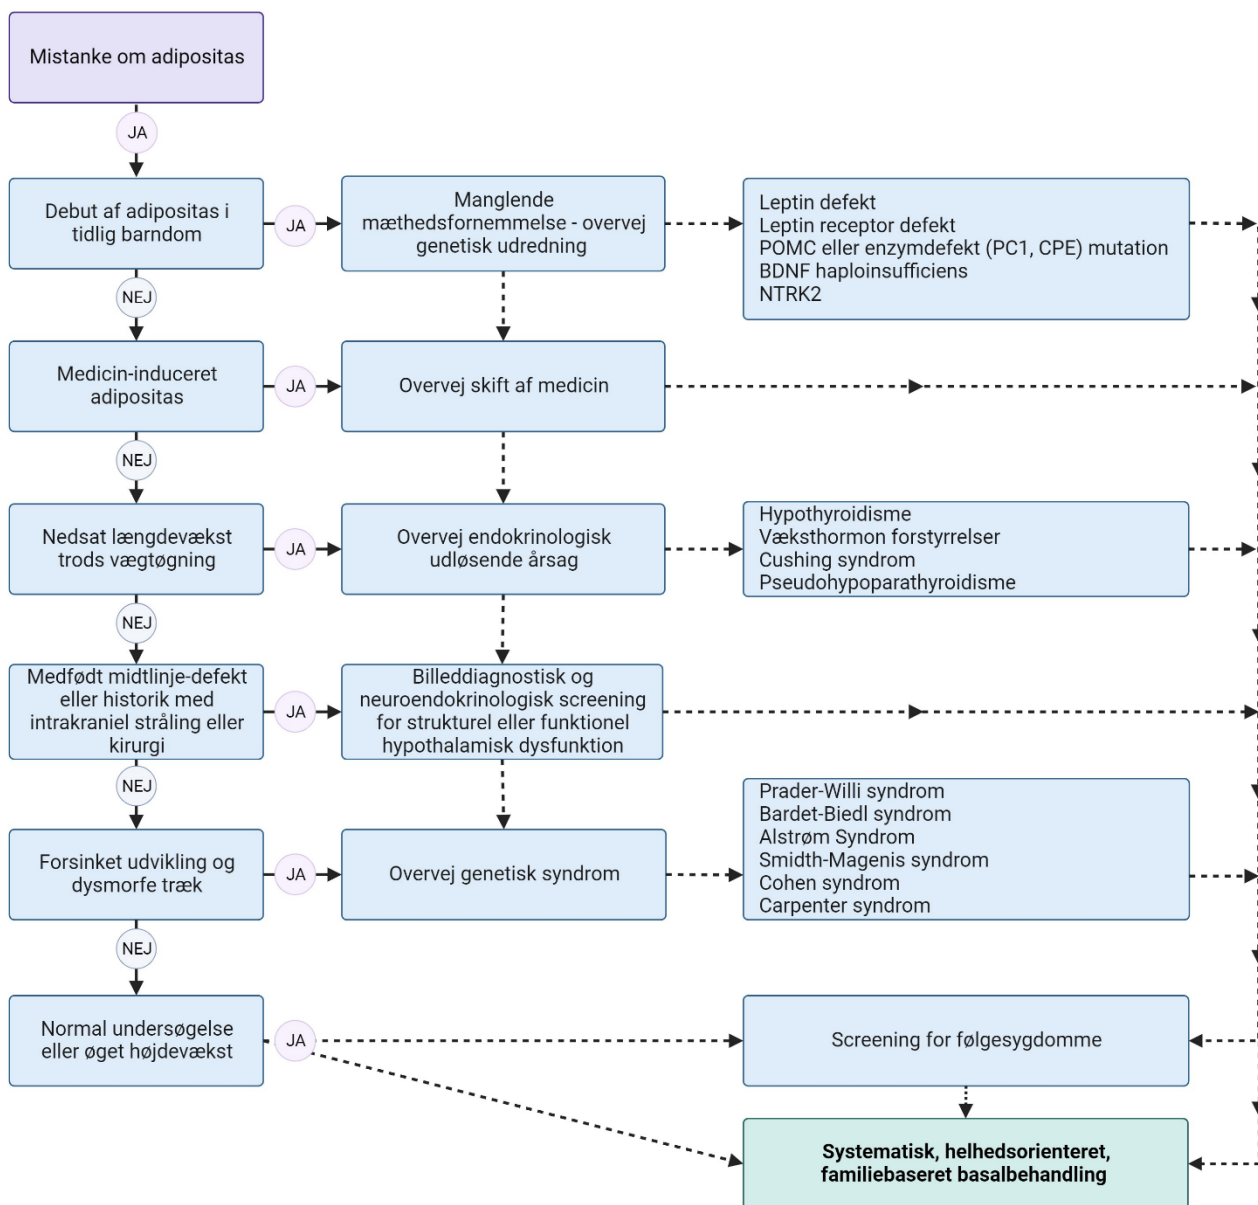 Mistanke om adipositas
JA
Debut af adipositas i
tidlig barndom
JA
Manglende
mæthedsfornemmelse - overvej
genetisk udredning
Leptin defekt
Leptin receptor defekt
POMC eller enzymdefekt (PC1, CPE) mutation
BDNF haploinsufficiens
NTRK2
NEJ
Medicin-induceret
adipositas
JA
Overvej skift af medicin
NEJ
Nedsat længdevækst
trods vægtøgning
JA
Overvej endokrinologisk
udløsende årsag
Hypothyroidisme
Væksthormon forstyrrelser
Cushing syndrom
Pseudohypoparathyroidisme
NEJ
Medfødt midtlinje-defekt
eller historik med
intrakraniel stråling eller
kirurgi
JA
Billeddiagnostisk og
neuroendokrinologisk screening
for strukturel eller funktionel
hypothalamisk dysfunktion
NEJ
Forsinket udvikling og
dysmorfe træk
JA
Overvej genetisk syndrom
Prader-Willi syndrom
Bardet-Biedl syndrom
Alstrøm Syndrom
Smidth-Magenis syndrom
Cohen syndrom
Carpenter syndrom
NEJ
Normal undersøgelse
eller øget højdevækst
JA
Screening for følgesygdomme
Systematisk, helhedsorienteret,
familiebaseret basalbehandling